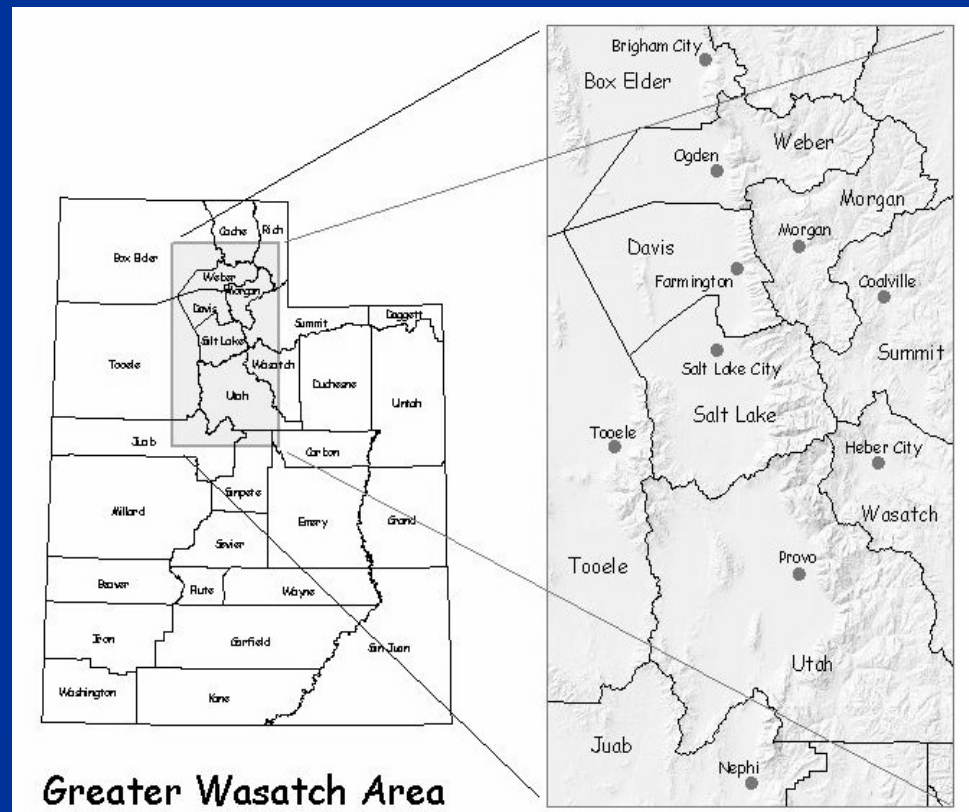 Cache
Rich
Box Elder
Weber
Morgan
Davis
Summit
Daggett
Salt Lake
Wasatch
Tooele
Duchesne
Uintah
Utah
Juab
Carbon
Sanpete
Millard
Emery
Grand
Sevier
Beaver
Piute
Wayne
Iron
Garfield
San Juan
Washington
Kane
Greater Wasatch Area
Brigham City
Box Elder
Weber
Ogden
Morgan
Morgan
Davis
Farmington
Coalville
Summit
Salt Lake City
Salt Lake
Tooele
Heber City
Wasatch
Provo
Tooele
Utah
Juab
Nephi